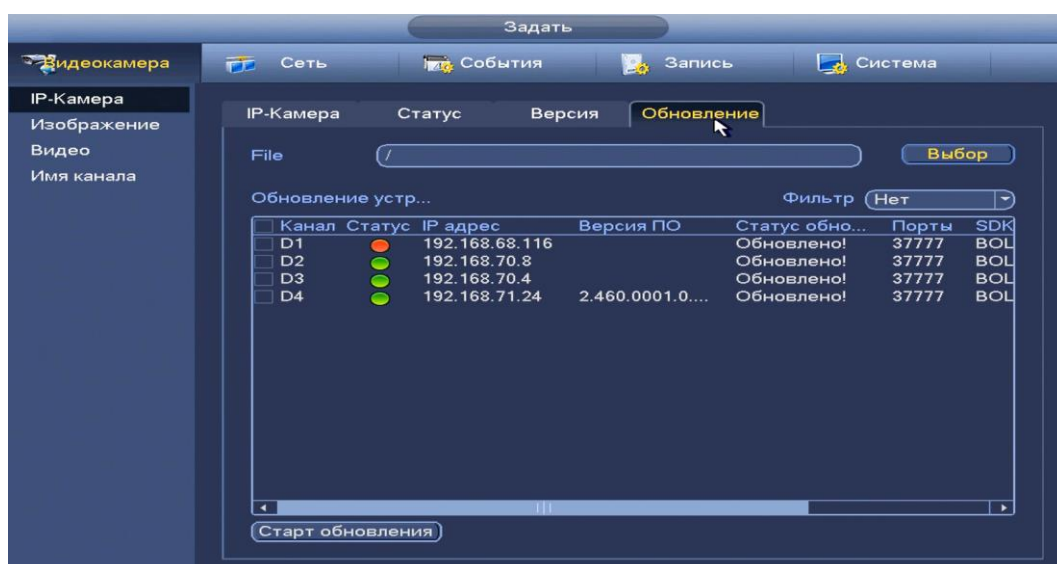 Задать
Видеокамера Сеть События Запись Система
IP-Камера
Изображение
Видео
Имя канала
IP-Камера Статус Версия Обновление
File / Выбор
Обновление устр... Фильтр Нет
Канал Статус IP адрес Версия ПО Статус обно... Порты SDK
D1 192.168.68.116 Обновлено! 37777 BOL
D2 192.168.70.8 Обновлено! 37777 BOL
D3 192.168.70.4 Обновлено! 37777 BOL
D4 192.168.71.24 2.460.0001.0.... Обновлено! 37777 BOL
Старт обновления